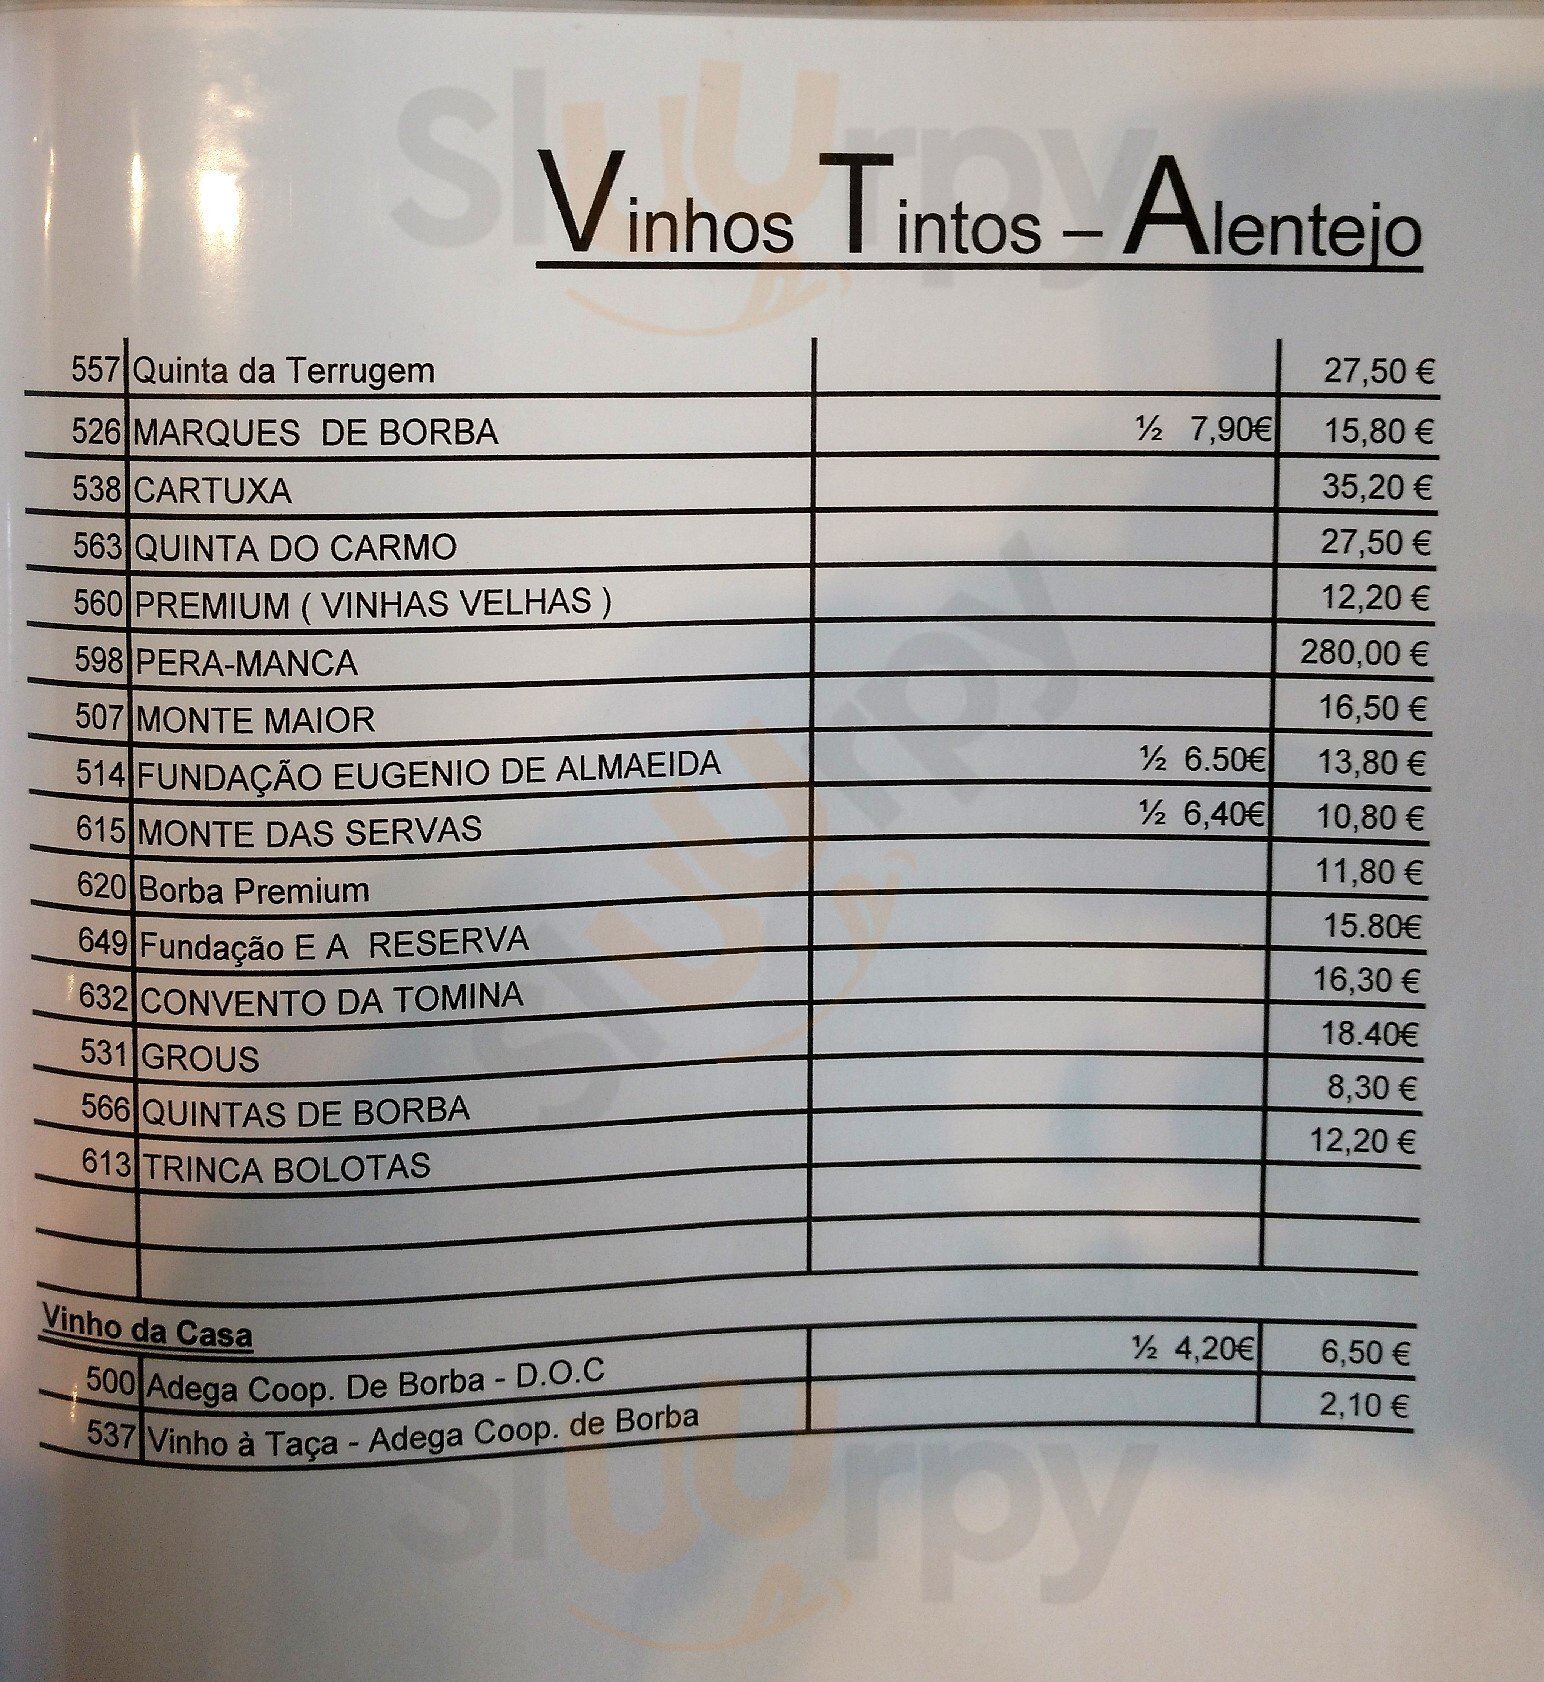 Vinhos Tintos – Alentejo
557 Quinta da Terrugem 27,50 €
526 MARQUES DE BORBA ½ 7,90€ 15,80 €
538 CARTUXA 35,20 €
563 QUINTA DO CARMO 27,50 €
560 PREMIUM ( VINHAS VELHAS ) 12,20 €
598 PERA-MANCA 280,00 €
507 MONTE MAIOR 16,50 €
514 FUNDAÇÃO EUGENIO DE ALMAEIDA ½ 6.50€ 13,80 €
615 MONTE DAS SERVAS ½ 6,40€ 10,80 €
620 Borba Premium 11,80 €
649 Fundação E A RESERVA 15.80€
632 CONVENTO DA TOMINA 16,30 €
531 GROUS 18.40€
566 QUINTAS DE BORBA 8,30 €
613 TRINCA BOLOTAS 12,20 €
Vinho da Casa
500 Adega Coop. De Borba - D.O.C ½ 4,20€ 6,50 €
537 Vinho à Taça - Adega Coop. de Borba 2,10 €
Sluurpy
Sluurpy
Sluurpy